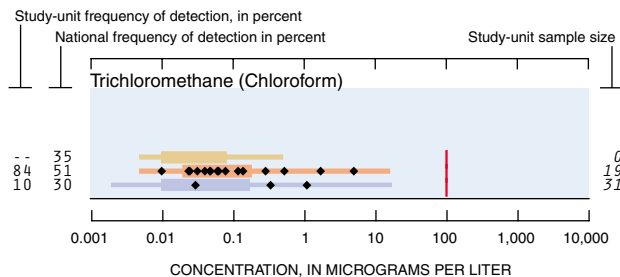 Study-unit frequency of detection, in percent
National frequency of detection in percent
Study-unit sample size
Trichloromethane (Chloroform)
-- 35 0
84 51 19
10 30 31
0.001 0.01 0.1 1 10 100 1,000 10,000
CONCENTRATION, IN MICROGRAMS PER LITER